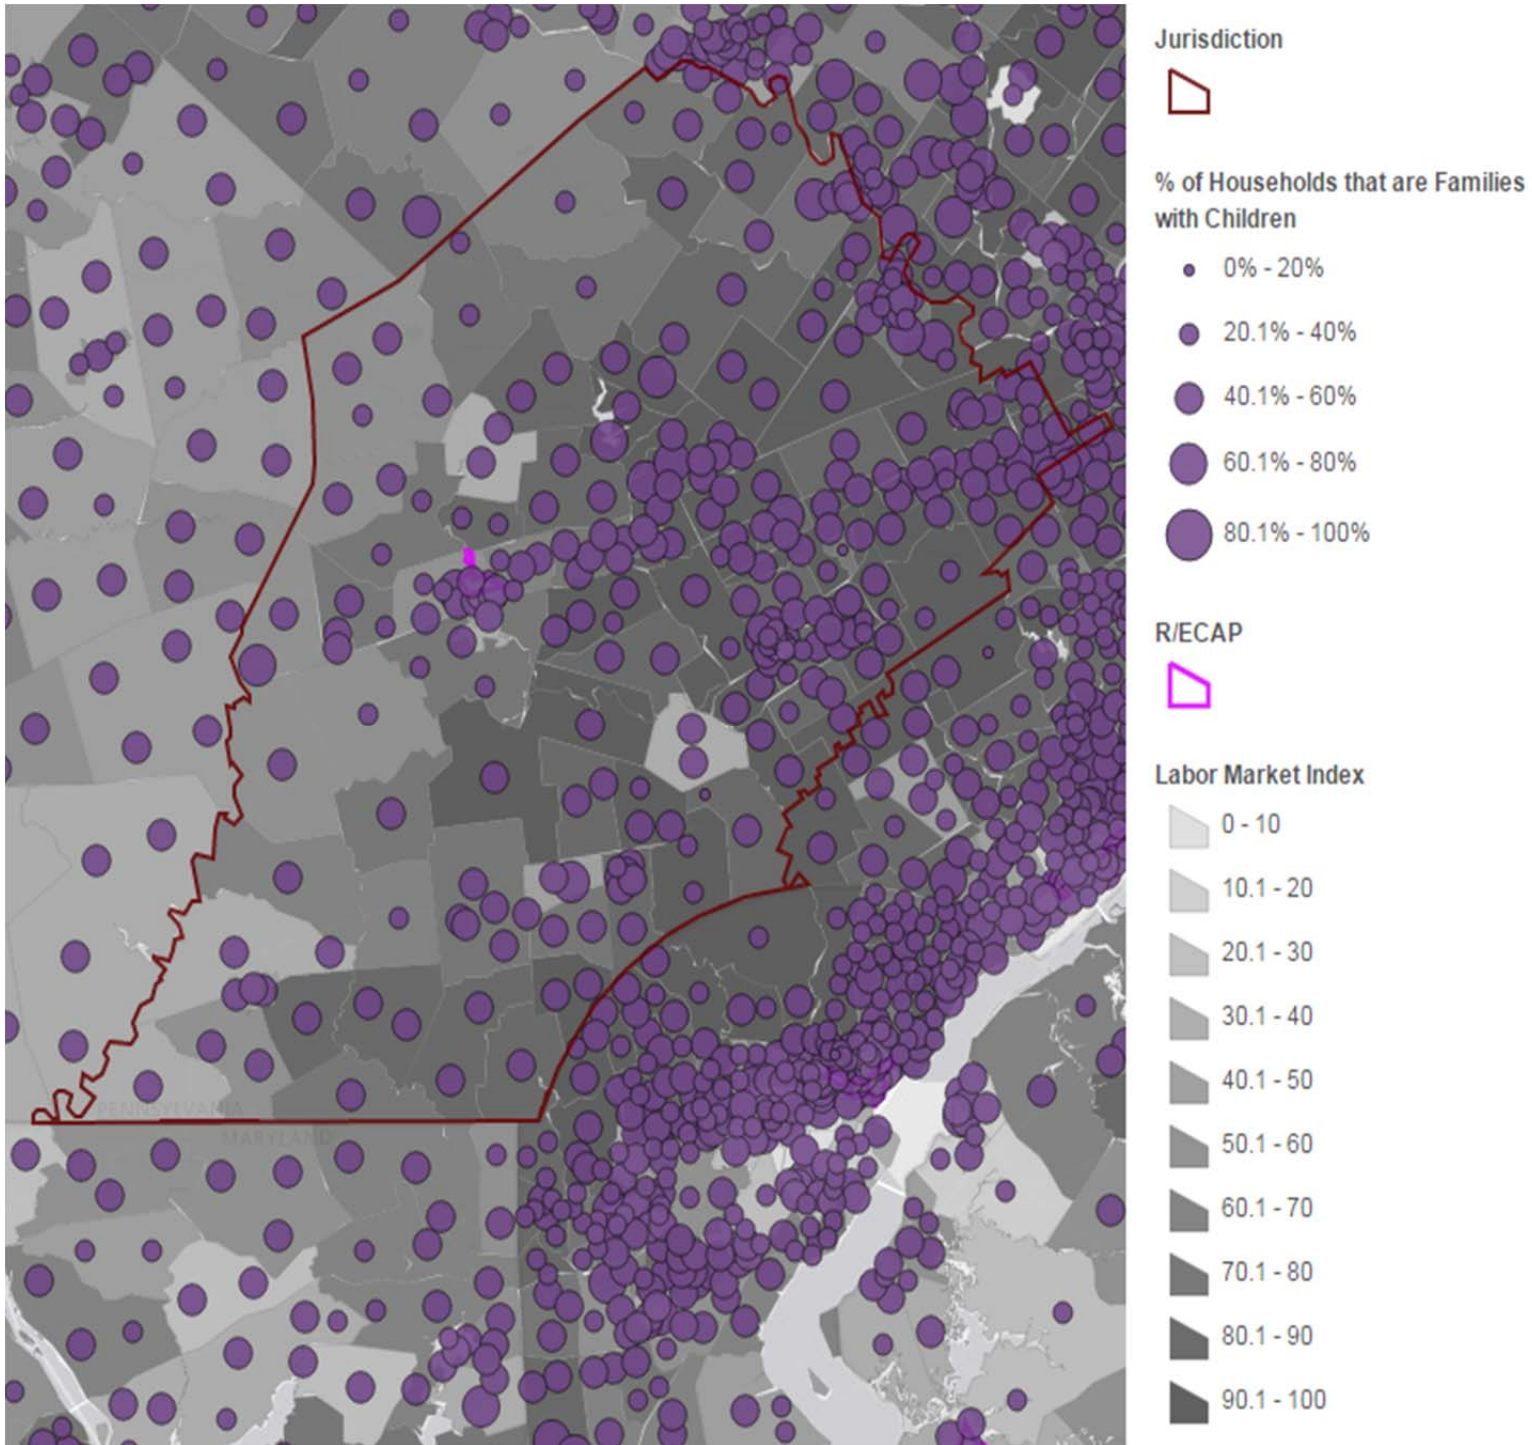 Jurisdiction
% of Households that are Families
with Children
0% - 20%
20.1% - 40%
40.1% - 60%
60.1% - 80%
80.1% - 100%
R/ECAP
Labor Market Index
0 - 10
10.1 - 20
20.1 - 30
30.1 - 40
40.1 - 50
50.1 - 60
60.1 - 70
70.1 - 80
80.1 - 90
90.1 - 100
PENNSYLVANIA
MARYLAND